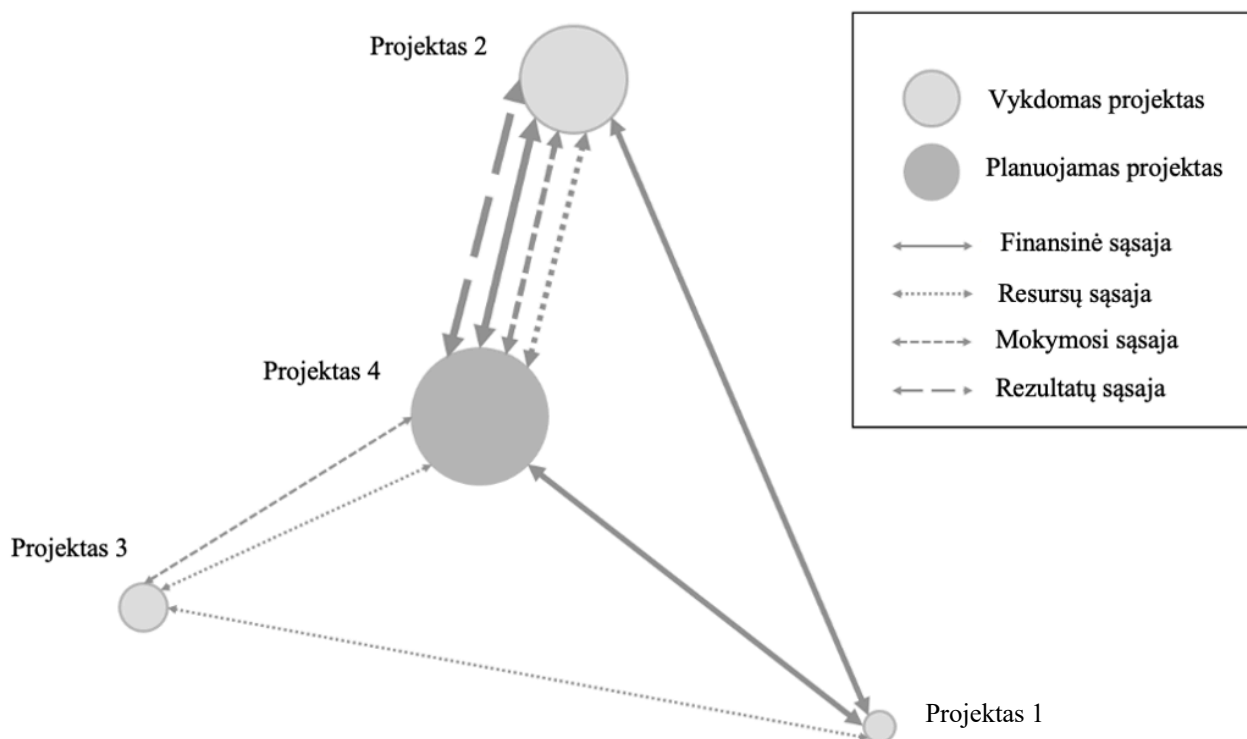 Projektas 2
Vykdomas projektas
Planuojamas projektas
Finansinė sąsaja
Resursų sąsaja
Mokymosi sąsaja
Rezultatų sąsaja
Projektas 4
Projektas 3
Projektas 1